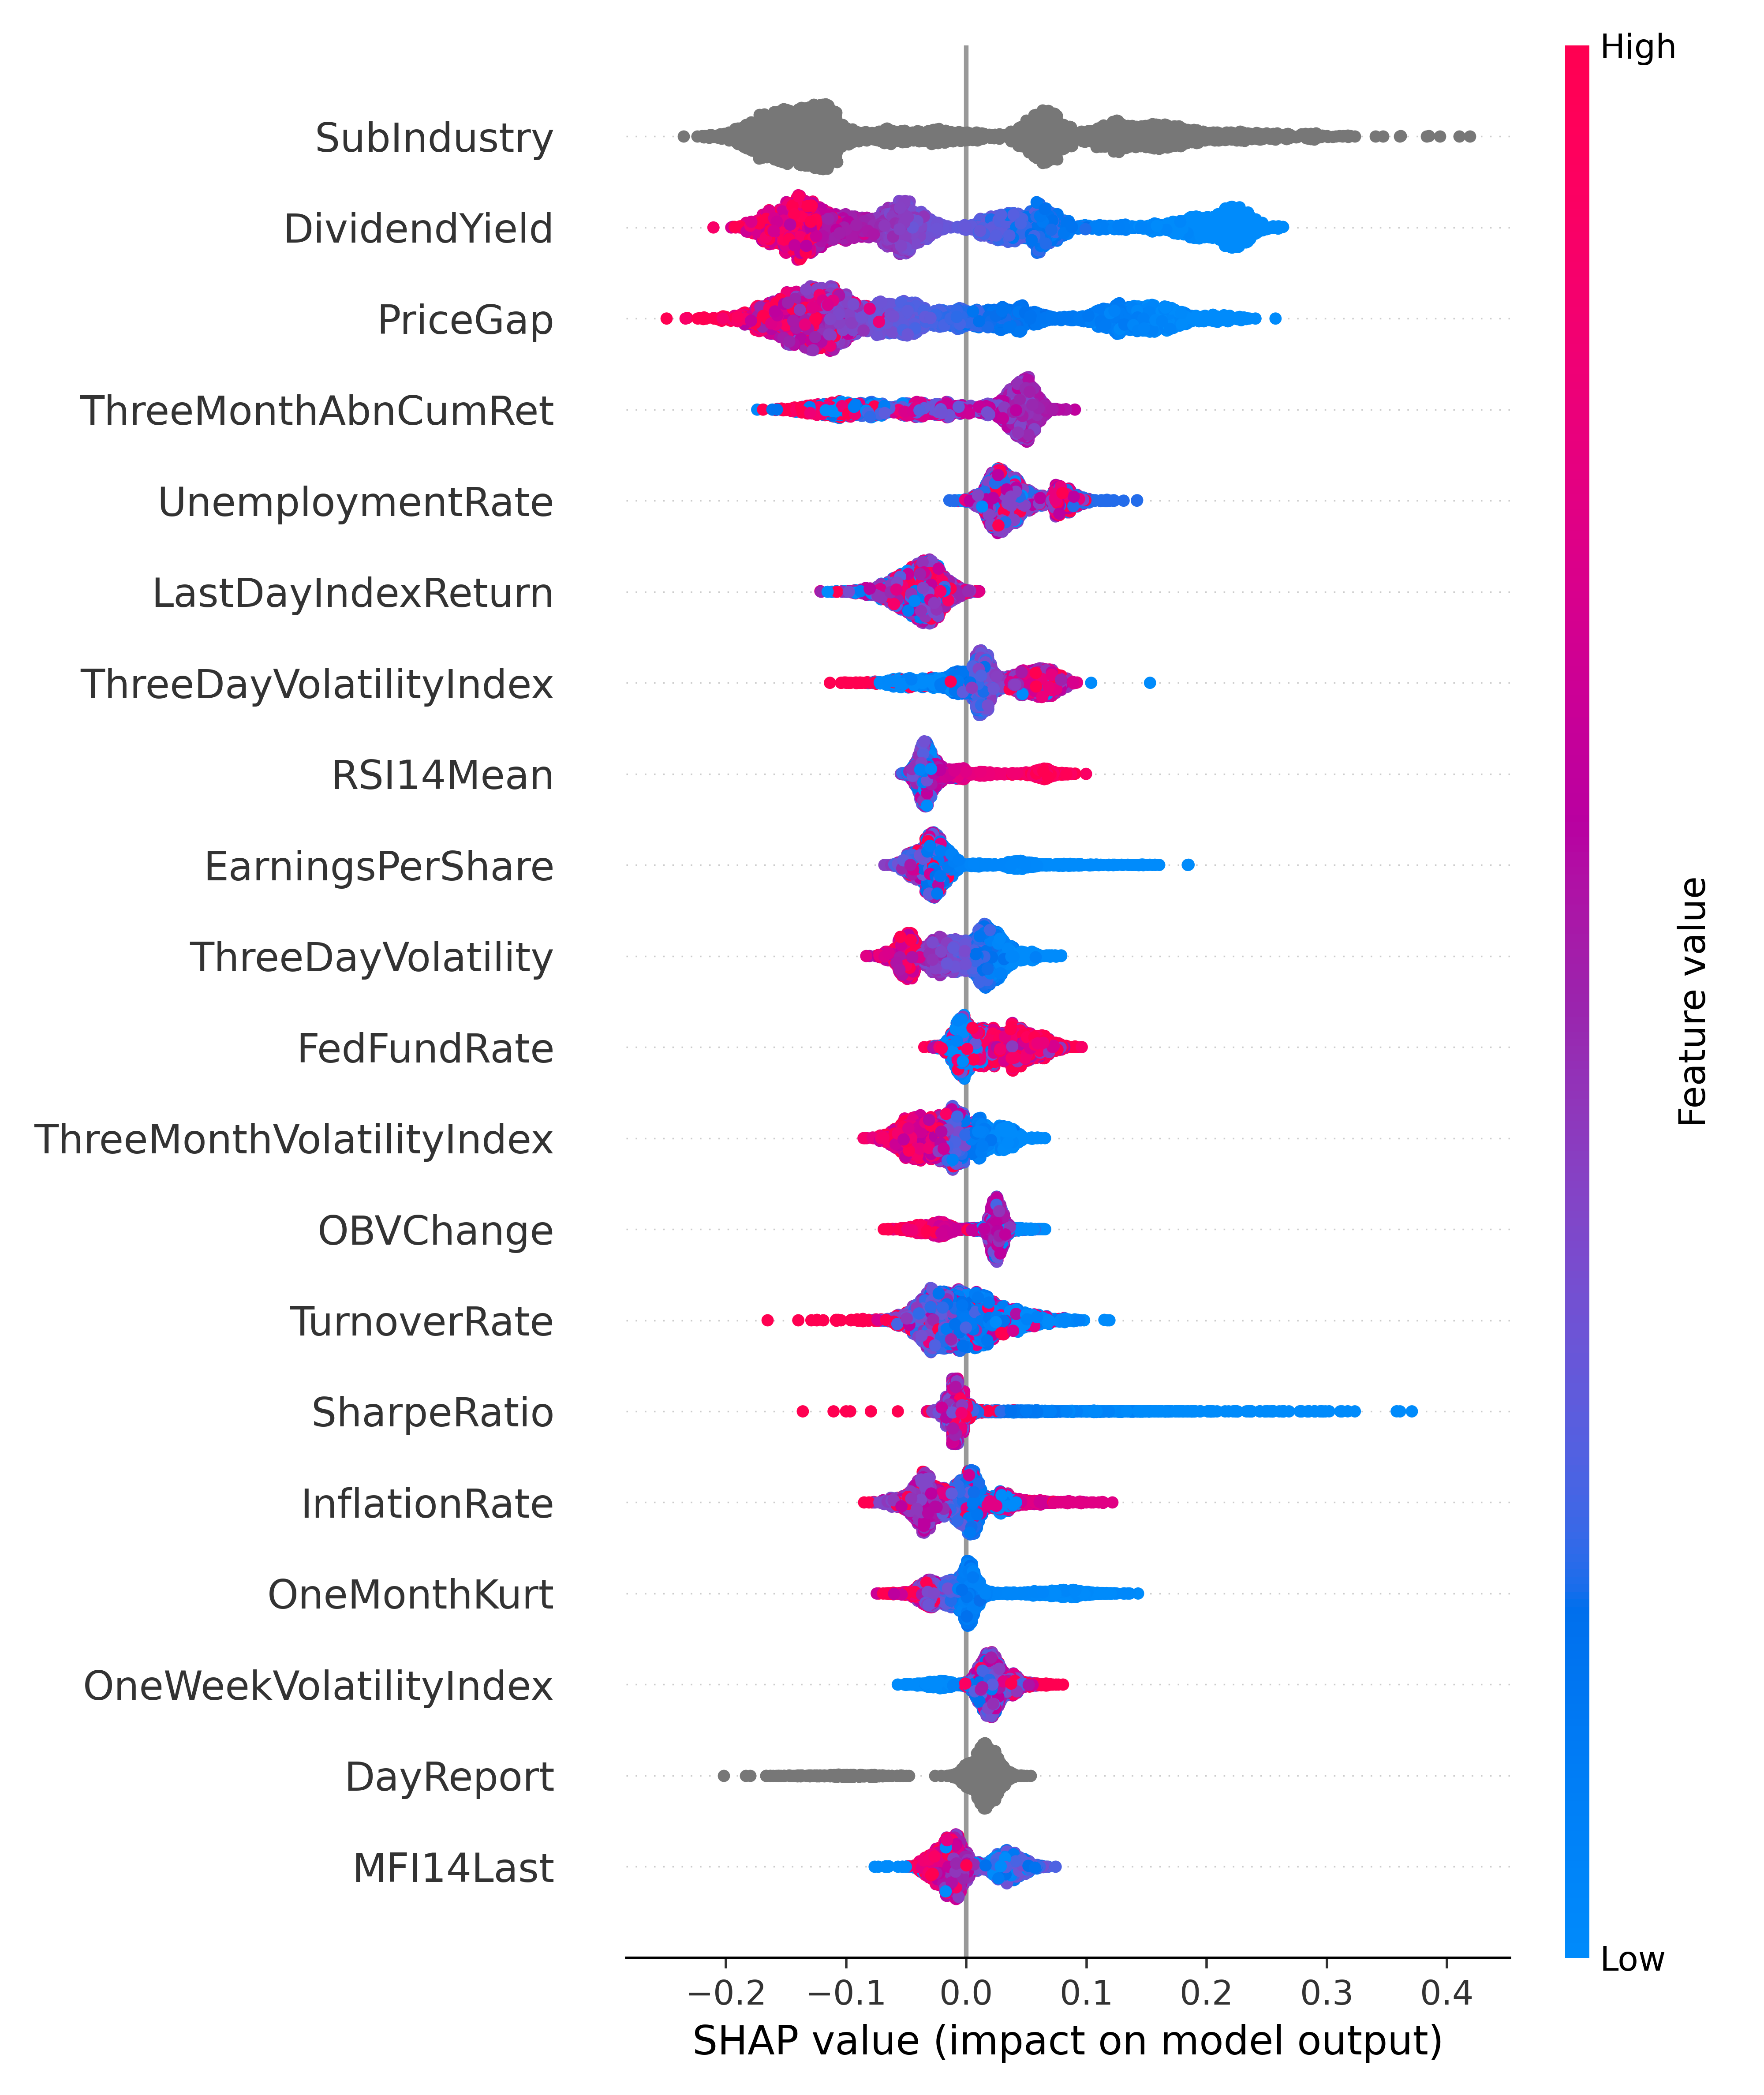 High
SubIndustry
DividendYield
PriceGap
ThreeMonthAbnCumRet
UnemploymentRate
LastDayIndexReturn
ThreeDayVolatilityIndex
RSI14Mean
EarningsPerShare
ThreeDayVolatility
FedFundRate
ThreeMonthVolatilityIndex
OBVChange
TurnoverRate
SharpeRatio
InflationRate
OneMonthKurt
OneWeekVolatilityIndex
DayReport
MFI14Last
Feature value
Low
−0.2 −0.1 0.0 0.1 0.2 0.3 0.4
SHAP value (impact on model output)